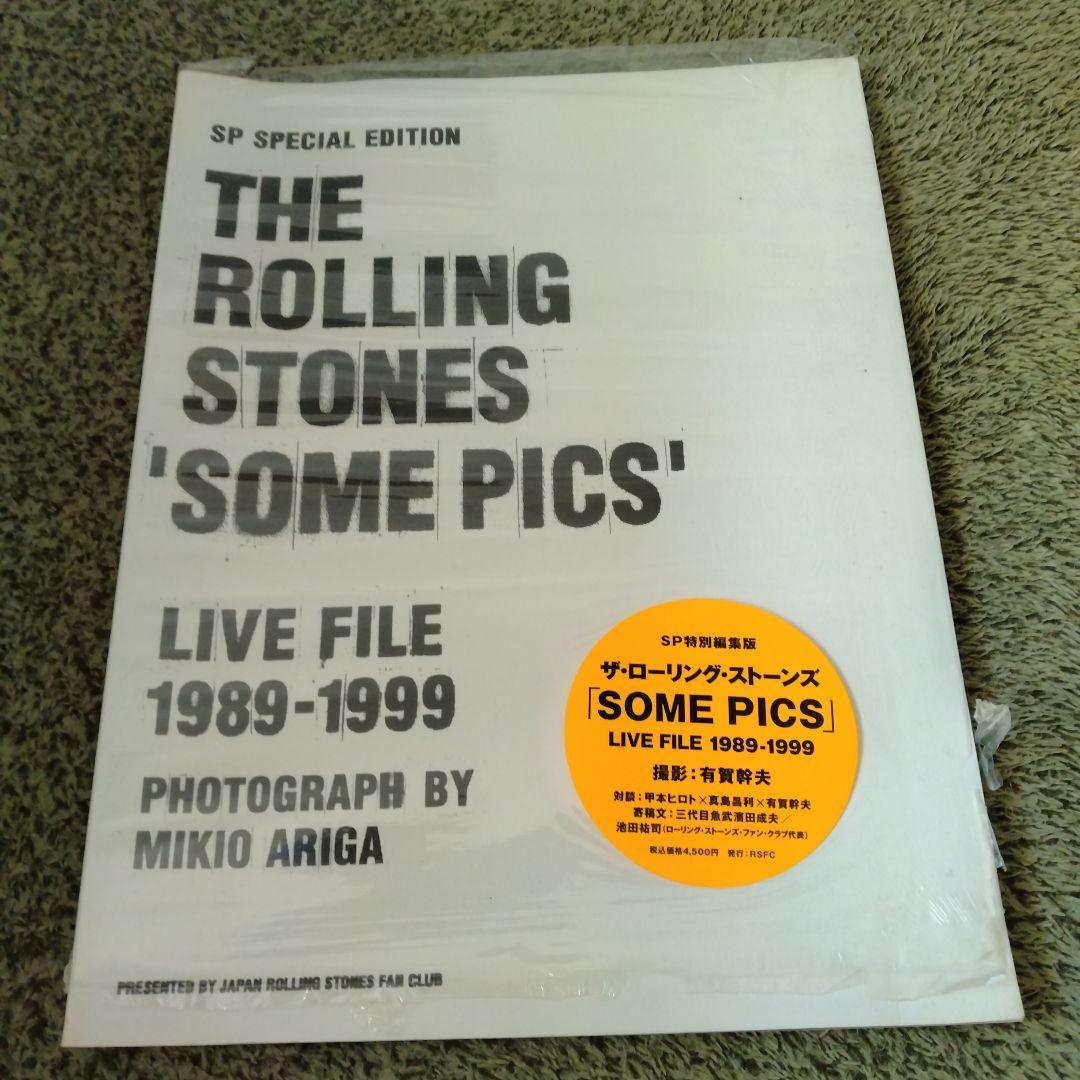 SP SPECIAL EDITION
THE
ROLLING
STONES
'SOME PICS'
LIVE FILE
1989-1999
PHOTOGRAPH BY
MIKIO ARIGA
PRESENTED BY JAPAN ROLLING STONES FAN CLUB
SP特別編集版
ザ・ローリング・ストーンズ
「SOME PICS」
LIVE FILE 1989-1999
撮影：有賀幹夫
対談：甲本ヒロト×真島昌利×有賀幹夫
寄稿文：三代目魚武濱田成夫／
池田祐司（ローリング・ストーンズ・ファン・クラブ代表）
税込価格4,500円　発行：RSFC